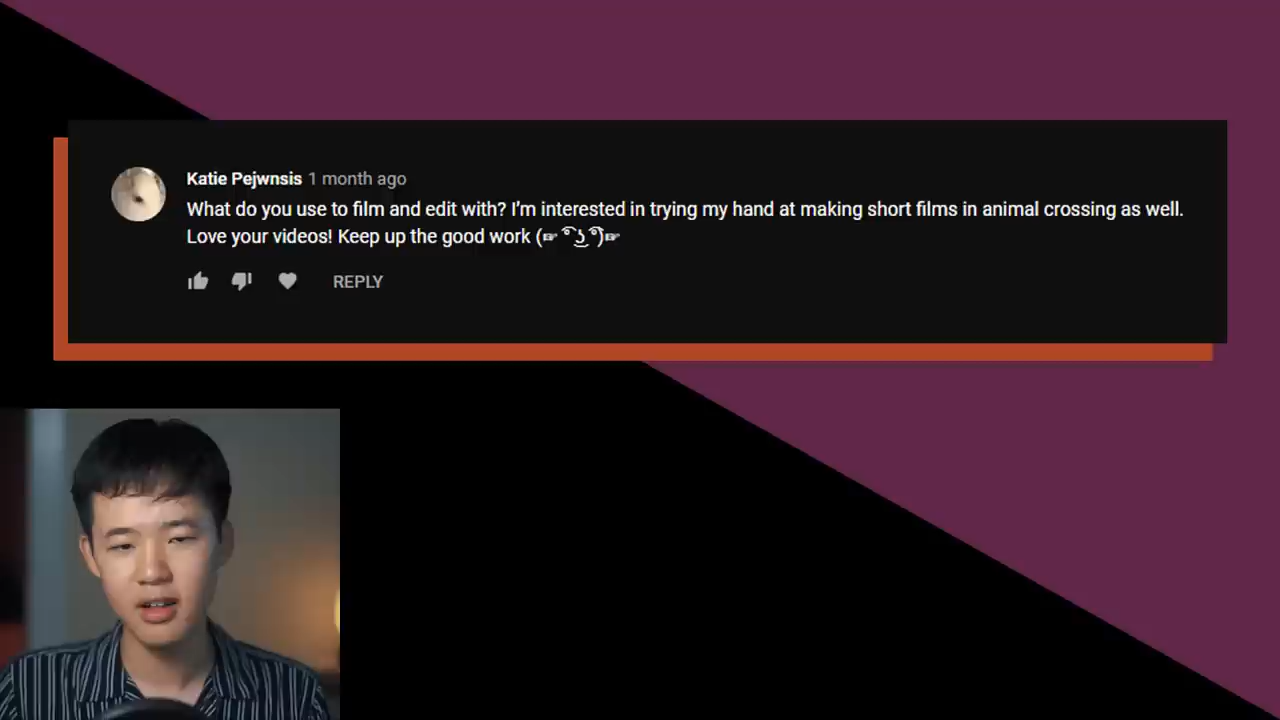 Katie Pejwnsis 1 month ago
What do you use to film and edit with? I'm interested in trying my hand at making short films in animal crossing as well.
Love your videos! Keep up the good work (☞ ͡° ͜ʖ ͡°)☞
REPLY